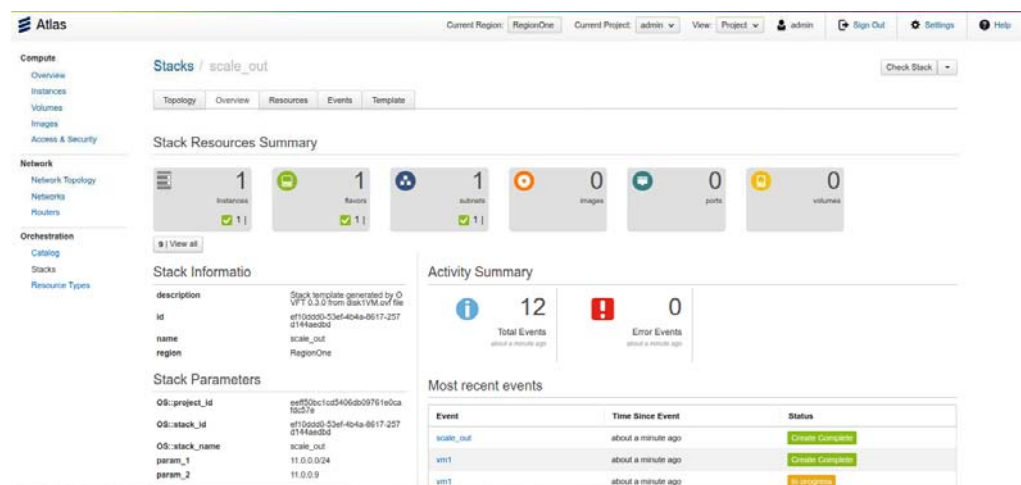 Atlas
Current Region: RegionOne Current Project: admin View: Project admin Sign Out Settings Help
Compute
Overview
Instances
Volumes
Images
Access & Security
Network
Network Topology
Networks
Routers
Orchestration
Catalog
Stacks
Resource Types
Stacks / scale_out
Check Stack
Topology Overview Resources Events Template
Stack Resources Summary
1 instances 1 |
1 flavors 1 |
1 subnets 1 |
0 images
0 ports
0 volumes
9 | View all
Stack Informatio
description Stack template generated by O
VFT 0.3.0 from disk1VM.ovf file
id ef10ddd0-53ef-4b4a-8617-257
d144aedbd
name scale_out
region RegionOne
Stack Parameters
OS::project_id eeff50bc1cd5406db09761e0ca
fdc57e
OS::stack_id ef10ddd0-53ef-4b4a-8617-257
d144aedbd
OS::stack_name scale_out
param_1 11.0.0.0/24
param_2 11.0.0.9
Activity Summary
12
Total Events
about a minute ago
0
Error Events
about a minute ago
Most recent events
Event Time Since Event Status
scale_out about a minute ago Create Complete
vm1 about a minute ago Create Complete
vm1 about a minute ago In progress